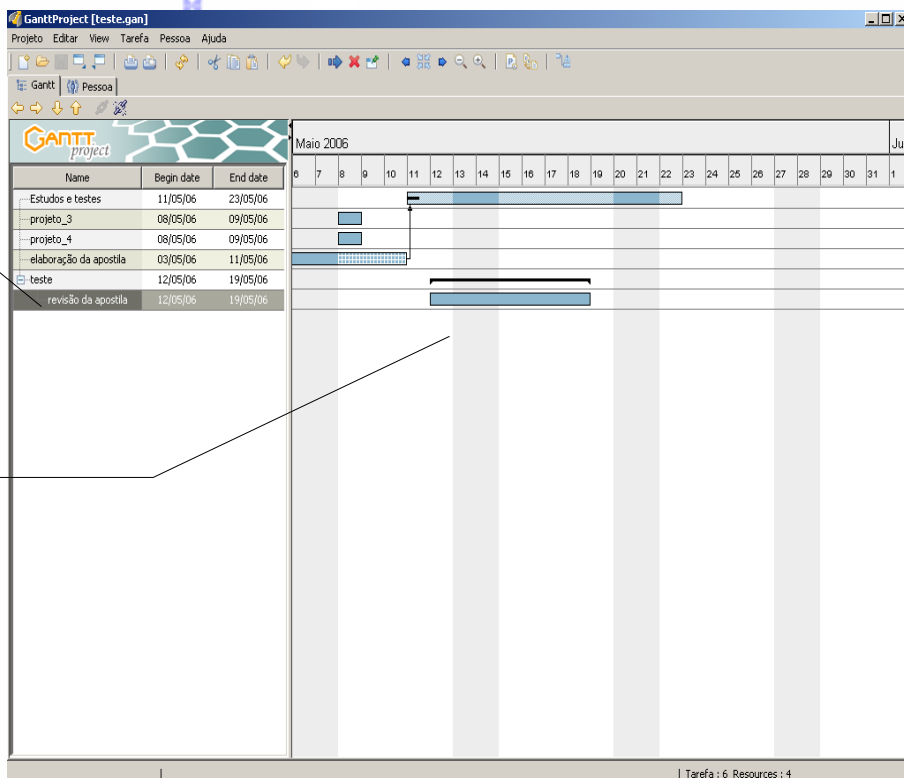 GanttProject [teste.gan]
Projeto Editar View Tarefa Pessoa Ajuda
Gantt Pessoa
GANTT project
Maio 2006 Ju
Name Begin date End date 6 7 8 9 10 11 12 13 14 15 16 17 18 19 20 21 22 23 24 25 26 27 28 29 30 31 1
Estudos e testes 11/05/06 23/05/06
projeto_3 08/05/06 09/05/06
projeto_4 08/05/06 09/05/06
elaboração da apostila 03/05/06 11/05/06
teste 12/05/06 19/05/06
revisão da apostila 12/05/06 19/05/06
Tarefa : 6 Resources : 4